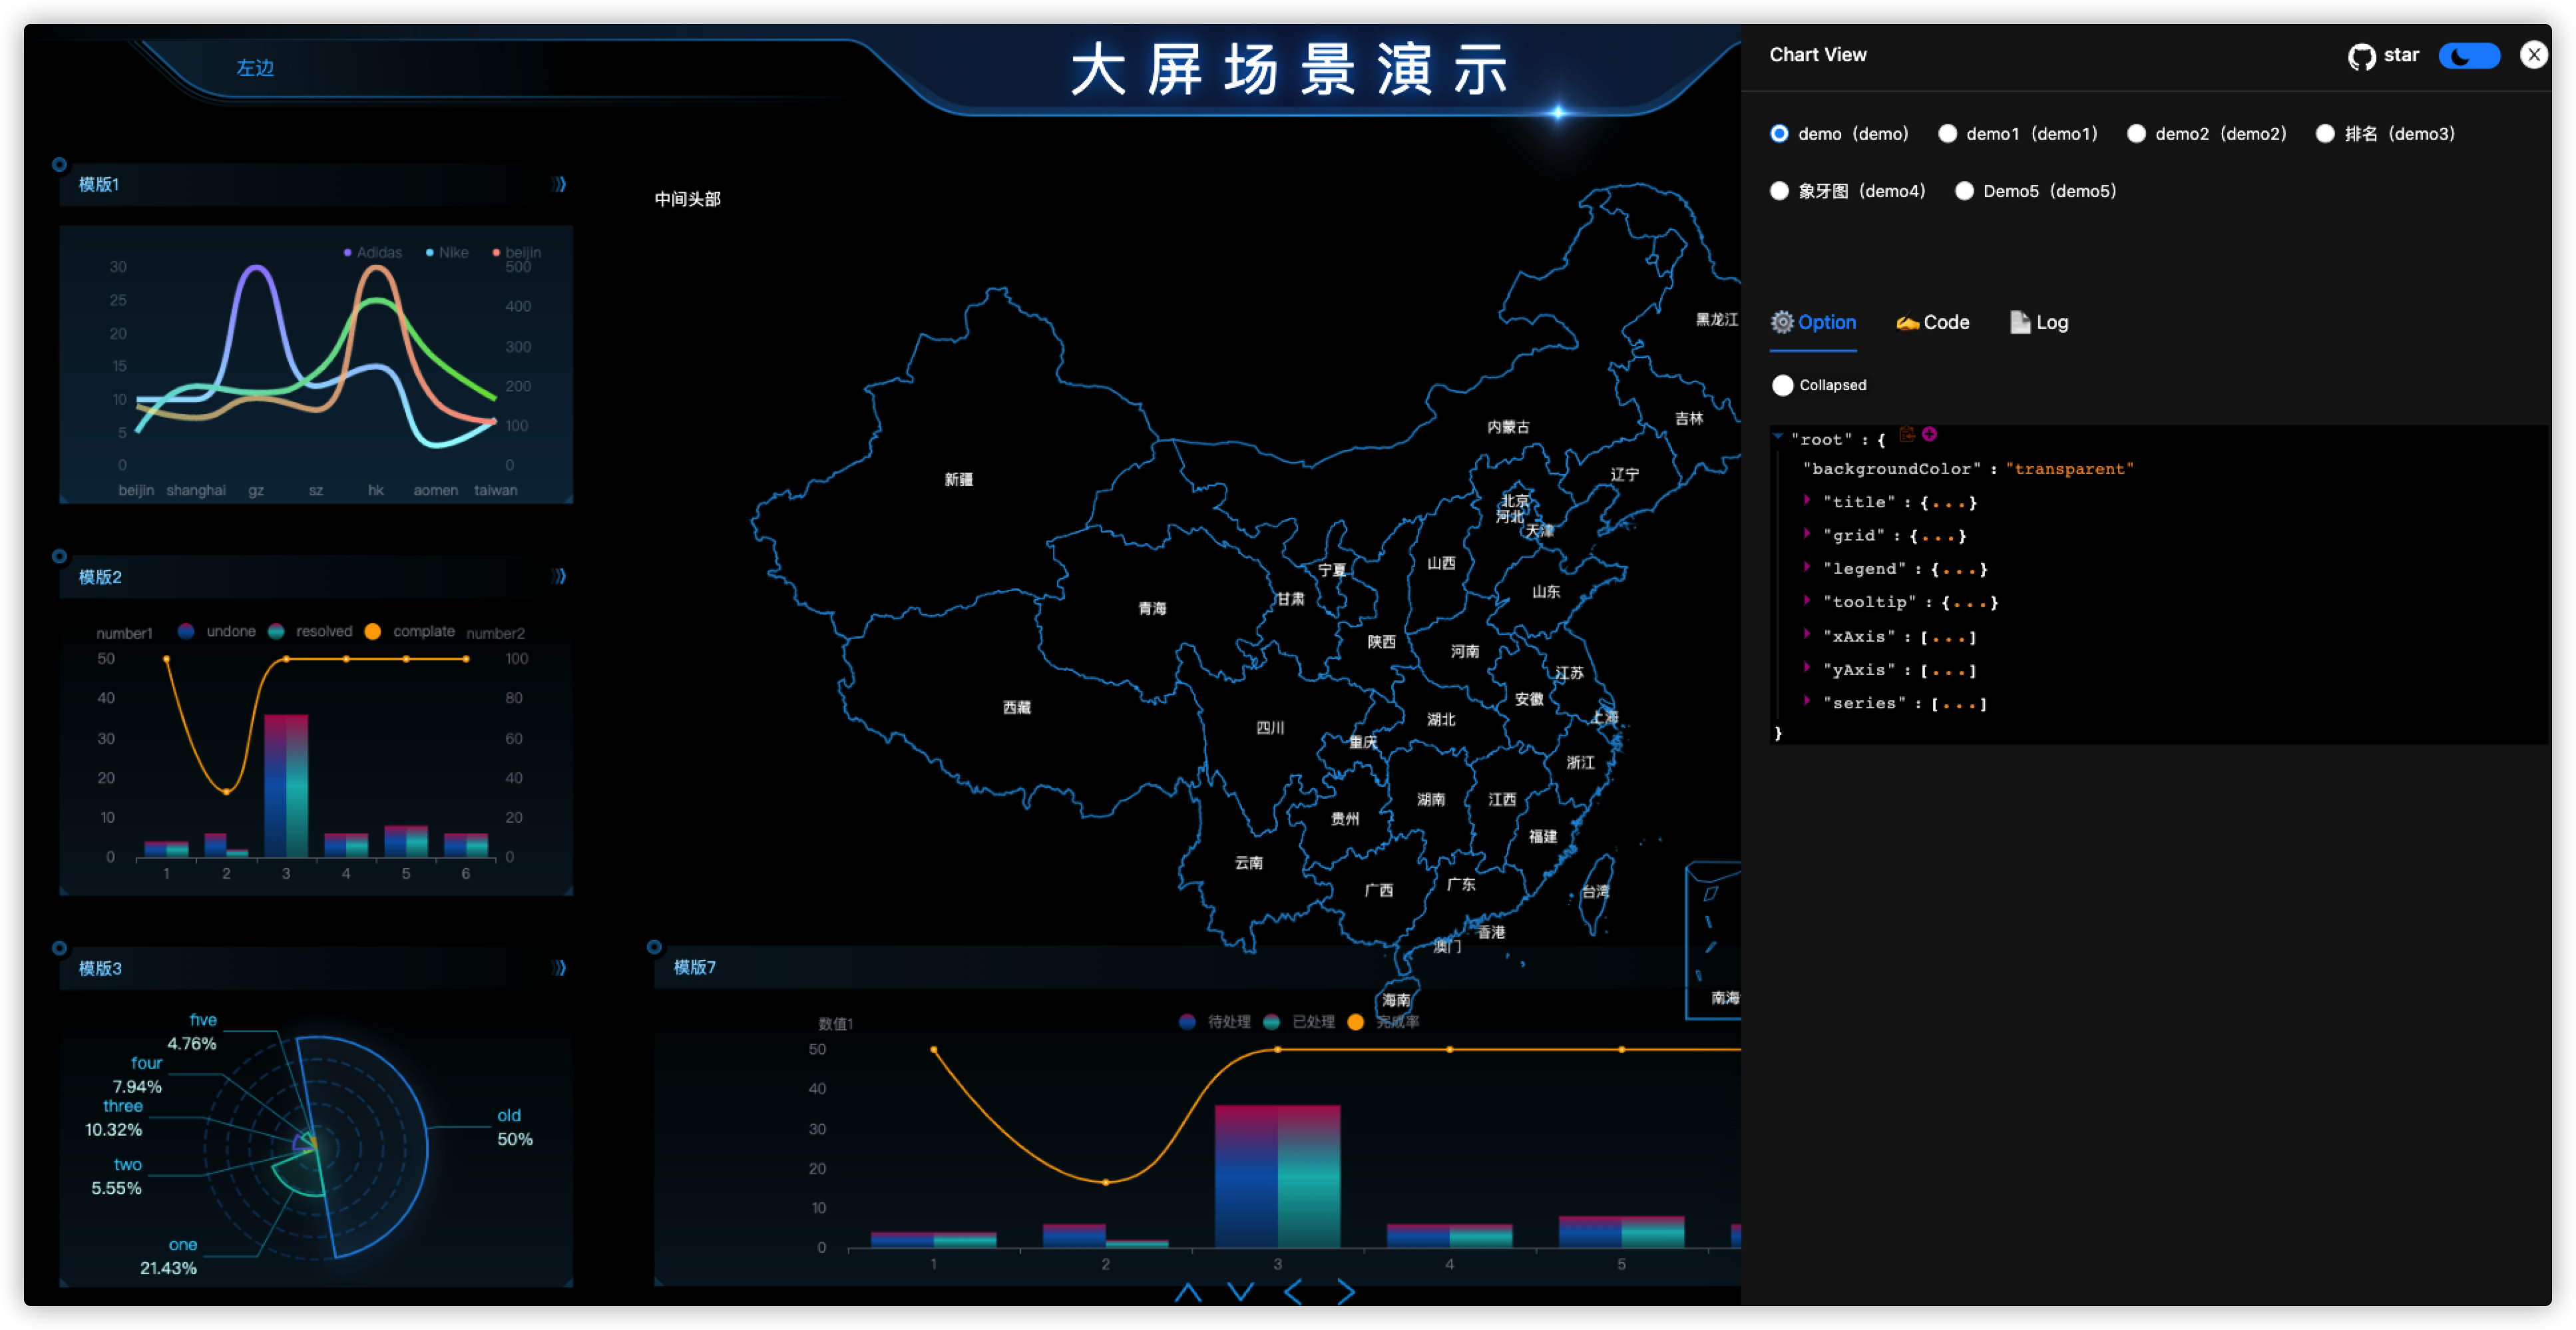 左边
大屏场景演示
模版1
Adidas Nike beijin
30
25
20
15
10
5
0
500
400
300
200
100
0
beijin shanghai gz sz hk aomen taiwan
模版2
number1 undone resolved complate number2
50
40
30
20
10
0
100
80
60
40
20
0
1 2 3 4 5 6
模版3
five
4.76%
four
7.94%
three
10.32%
two
5.55%
one
21.43%
old
50%
中间头部
黑龙江
吉林
内蒙古
辽宁
新疆
北京
河北
天津
山西
宁夏
山东
甘肃
青海
陕西
河南
江苏
安徽
西藏
上海
湖北
四川
重庆
浙江
湖南
江西
贵州
福建
云南
广东
广西
台湾
香港
澳门
海南
南海
模版7
数值1
待处理 已处理 完成率
50
40
30
20
10
0
1 2 3 4 5
Chart View
star
demo（demo） demo1（demo1） demo2（demo2） 排名（demo3）
象牙图（demo4） Demo5（demo5）
Option Code Log
Collapsed
"root" : {
"backgroundColor" : "transparent"
"title" : {...}
"grid" : {...}
"legend" : {...}
"tooltip" : {...}
"xAxis" : [...]
"yAxis" : [...]
"series" : [...]
}